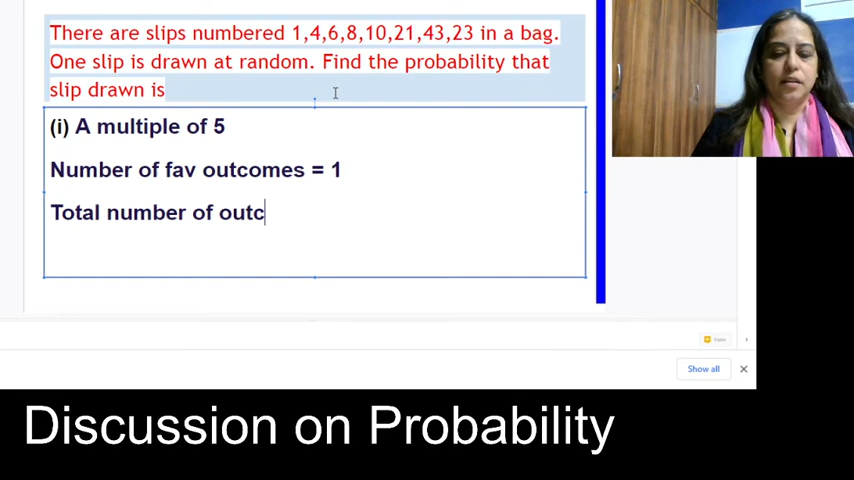 There are slips numbered 1,4,6,8,10,21,43,23 in a bag.
One slip is drawn at random. Find the probability that
slip drawn is
(i) A multiple of 5
Number of fav outcomes = 1
Total number of outc
Show all
Discussion on Probability